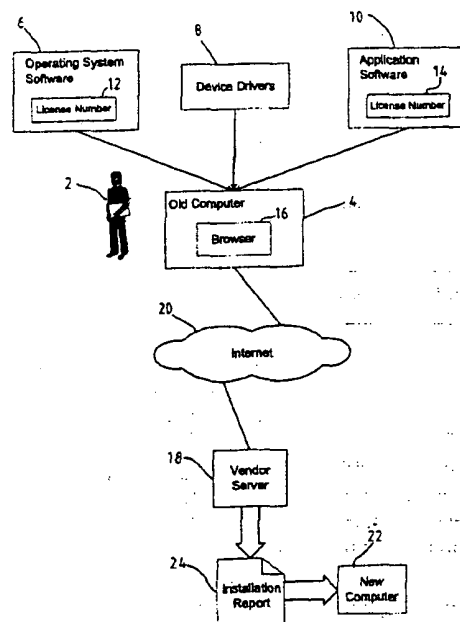 6
8
10
Operating System
Software
12
License Number
Device Drivers
Application
Software
14
License Number
2
Old Computer
16
Browser
4
20
Internet
18
Vendor
Server
22
24
Installation
Report
New
Computer